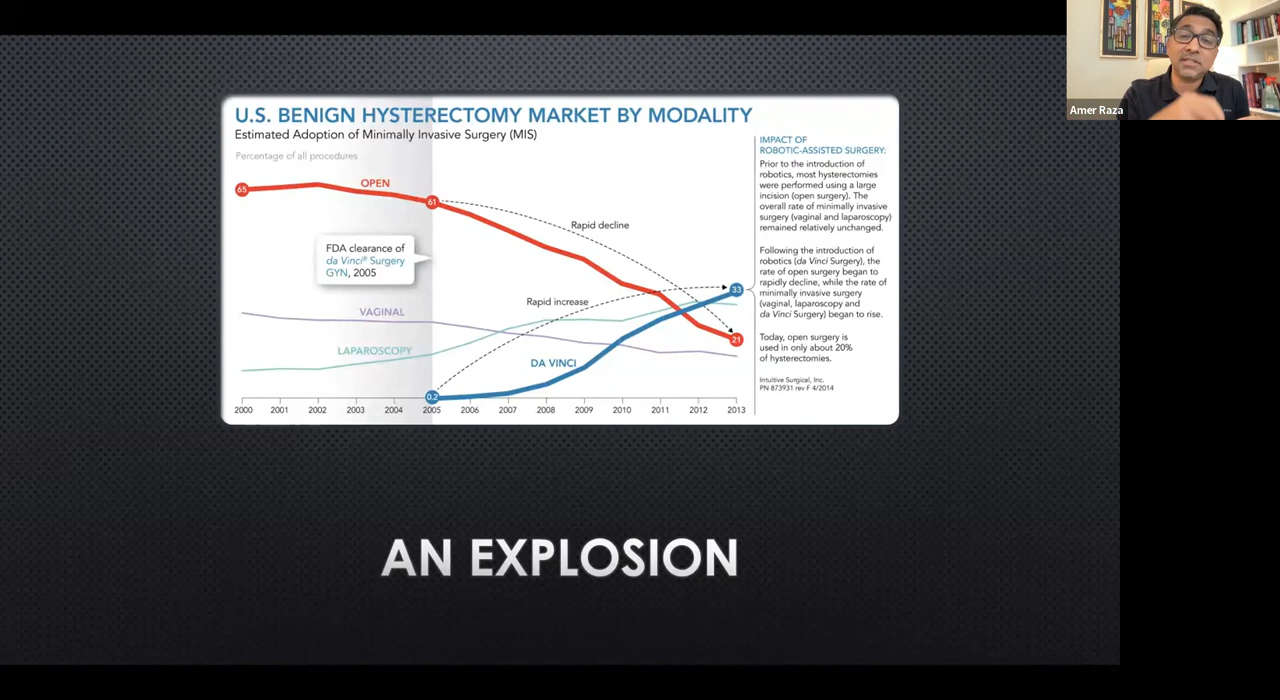 Amer Raza
U.S. BENIGN HYSTERECTOMY MARKET BY MODALITY
Estimated Adoption of Minimally Invasive Surgery (MIS)
Percentage of all procedures
65
OPEN
61
Rapid decline
FDA clearance of
da Vinci® Surgery
GYN, 2005
Rapid increase
33
VAGINAL
LAPAROSCOPY
DA VINCI
21
0.2
2000 2001 2002 2003 2004 2005 2006 2007 2008 2009 2010 2011 2012 2013
IMPACT OF
ROBOTIC-ASSISTED SURGERY:
Prior to the introduction of
robotics, most hysterectomies
were performed using a large
incision (open surgery). The
overall rate of minimally invasive
surgery (vaginal and laparoscopy)
remained relatively unchanged.
Following the introduction of
robotics (da Vinci Surgery), the
rate of open surgery began to
rapidly decline, while the rate of
minimally invasive surgery
(vaginal, laparoscopy and
da Vinci Surgery) began to rise.
Today, open surgery is
used in only about 20%
of hysterectomies.
Intuitive Surgical, Inc.
PN 873931 rev F 4/2014
AN EXPLOSION